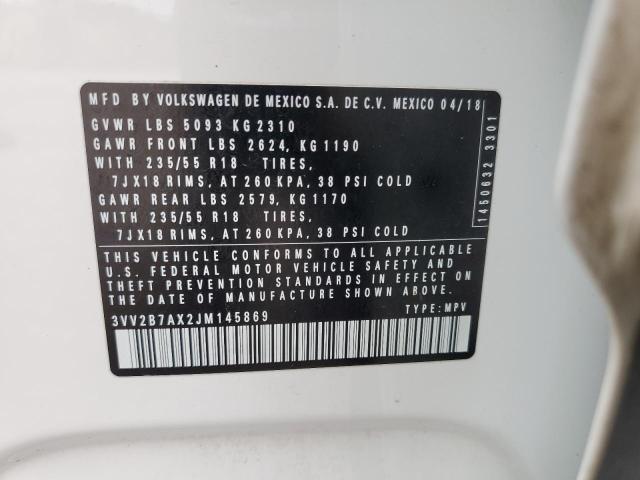 MFD BY VOLKSWAGEN DE MEXICO S.A. DE C.V. MEXICO 04/18
GVWR LBS 5093 KG2310
GAWR FRONT LBS 2624, KG1190
WITH 235/55 R18 TIRES,
7JX18 RIMS, AT 260 KPA, 38 PSI COLD
GAWR REAR LBS 2579, KG 1170
WITH 235/55 R18 TIRES,
7JX18 RIMS, AT 260 KPA, 38 PSI COLD
THIS VEHICLE CONFORMS TO ALL APPLICABLE
U.S. FEDERAL MOTOR VEHICLE SAFETY AND
THEFT PREVENTION STANDARDS IN EFFECT ON
THE DATE OF MANUFACTURE SHOWN ABOVE.
3VV2B7AX2JM145869 TYPE: MPV
1450632 3301